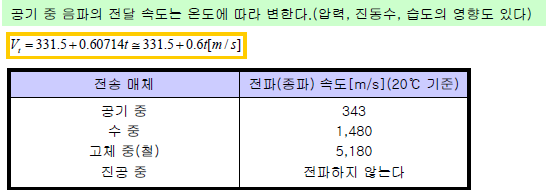 공기 중 음파의 전달 속도는 온도에 따라 변한다.(압력, 진동수, 습도의 영향도 있다)
V_t = 331.5 + 0.60714t ≅ 331.5 + 0.6t[m / s]
전송 매체 전파(종파) 속도[m/s](20℃ 기준)
공기 중 343
수 중 1,480
고체 중(철) 5,180
진공 중 전파하지 않는다